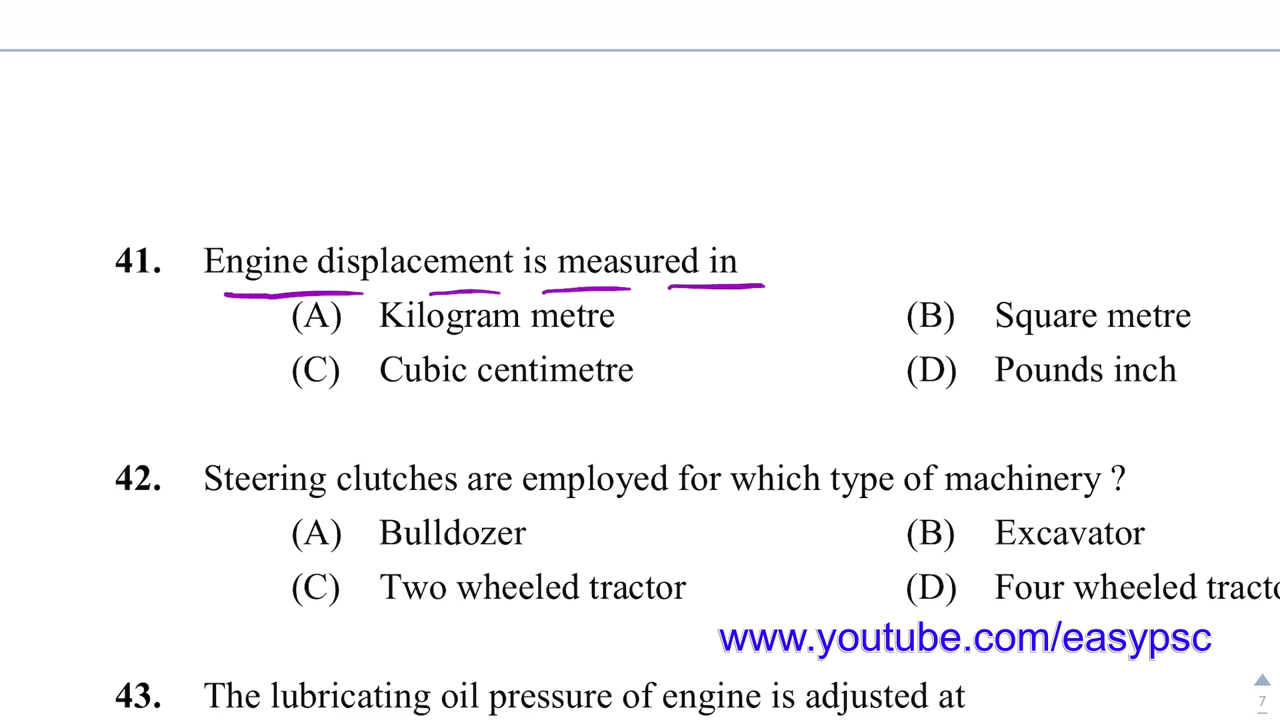 41. Engine displacement is measured in
(A) Kilogram metre (B) Square metre
(C) Cubic centimetre (D) Pounds inch
42. Steering clutches are employed for which type of machinery ?
(A) Bulldozer (B) Excavator
(C) Two wheeled tractor (D) Four wheeled tracto
www.youtube.com/easypsc
43. The lubricating oil pressure of engine is adjusted at
7